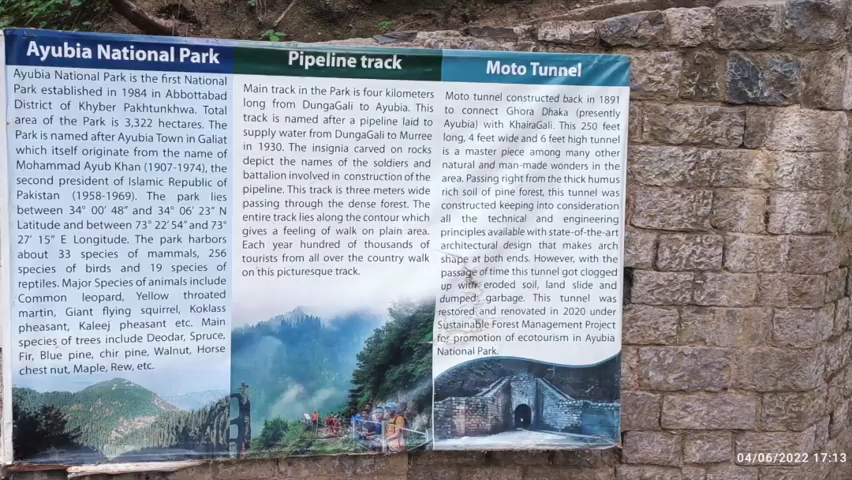 Ayubia National Park
Ayubia National Park is the first National
Park established in 1984 in Abbottabad
District of Khyber Pakhtunkhwa. Total
area of the Park is 3,322 hectares. The
Park is named after Ayubia Town in Galiat
which itself originate from the name of
Mohammad Ayub Khan (1907-1974), the
second president of Islamic Republic of
Pakistan (1958-1969). The park lies
between 34° 00' 48" and 34° 06' 23" N
Latitude and between 73° 22' 54" and 73°
27' 15" E Longitude. The park harbors
about 33 species of mammals, 256
species of birds and 19 species of
reptiles. Major Species of animals include
Common leopard, Yellow throated
martin, Giant flying squirrel, Koklass
pheasant, Kaleej pheasant etc. Main
species of trees include Deodar, Spruce,
Fir, Blue pine, chir pine, Walnut, Horse
chest nut, Maple, Rew, etc.
Pipeline track
Main track in the Park is four kilometers
long from DungaGali to Ayubia. This
track is named after a pipeline laid to
supply water from DungaGali to Murree
in 1930. The insignia carved on rocks
depict the names of the soldiers and
battalion involved in construction of the
pipeline. This track is three meters wide
passing through the dense forest. The
entire track lies along the contour which
gives a feeling of walk on plain area.
Each year hundred of thousands of
tourists from all over the country walk
on this picturesque track.
Moto Tunnel
Moto tunnel constructed back in 1891
to connect Ghora Dhaka (presently
Ayubia) with KhairaGali. This 250 feet
long, 4 feet wide and 6 feet high tunnel
is a master piece among many other
natural and man-made wonders in the
area. Passing right from the thick humus
rich soil of pine forest, this tunnel was
constructed keeping into consideration
all the technical and engineering
principles available with state-of-the-art
architectural design that makes arch
shape at both ends. However, with the
passage of time this tunnel got clogged
up with eroded soil, land slide and
dumped garbage. This tunnel was
restored and renovated in 2020 under
Sustainable Forest Management Project
for promotion of ecotourism in Ayubia
National Park.
04/06/2022 17:13